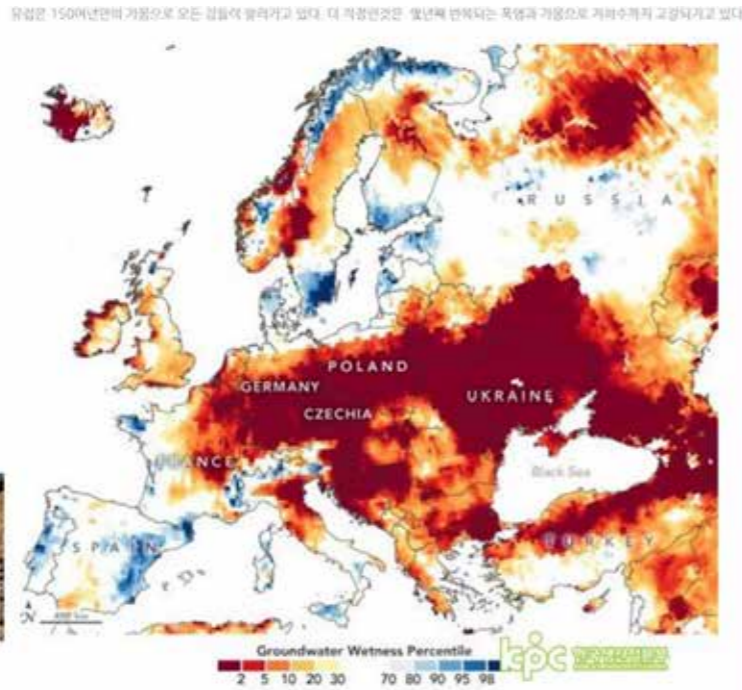 유럽은 150여년만의 가뭄으로 모든 강들이 말라가고 있다. 더 걱정인것은 몇년째 반복되는 폭염과 가뭄으로 지하수까지 고갈되가고 있다
RUSSIA
POLAND
GERMANY
UKRAINE
CZECHIA
FRANCE
Black Sea
SPAIN
TURKEY
N
400 km
Groundwater Wetness Percentile
2 5 10 20 30 70 80 90 95 98
kpc